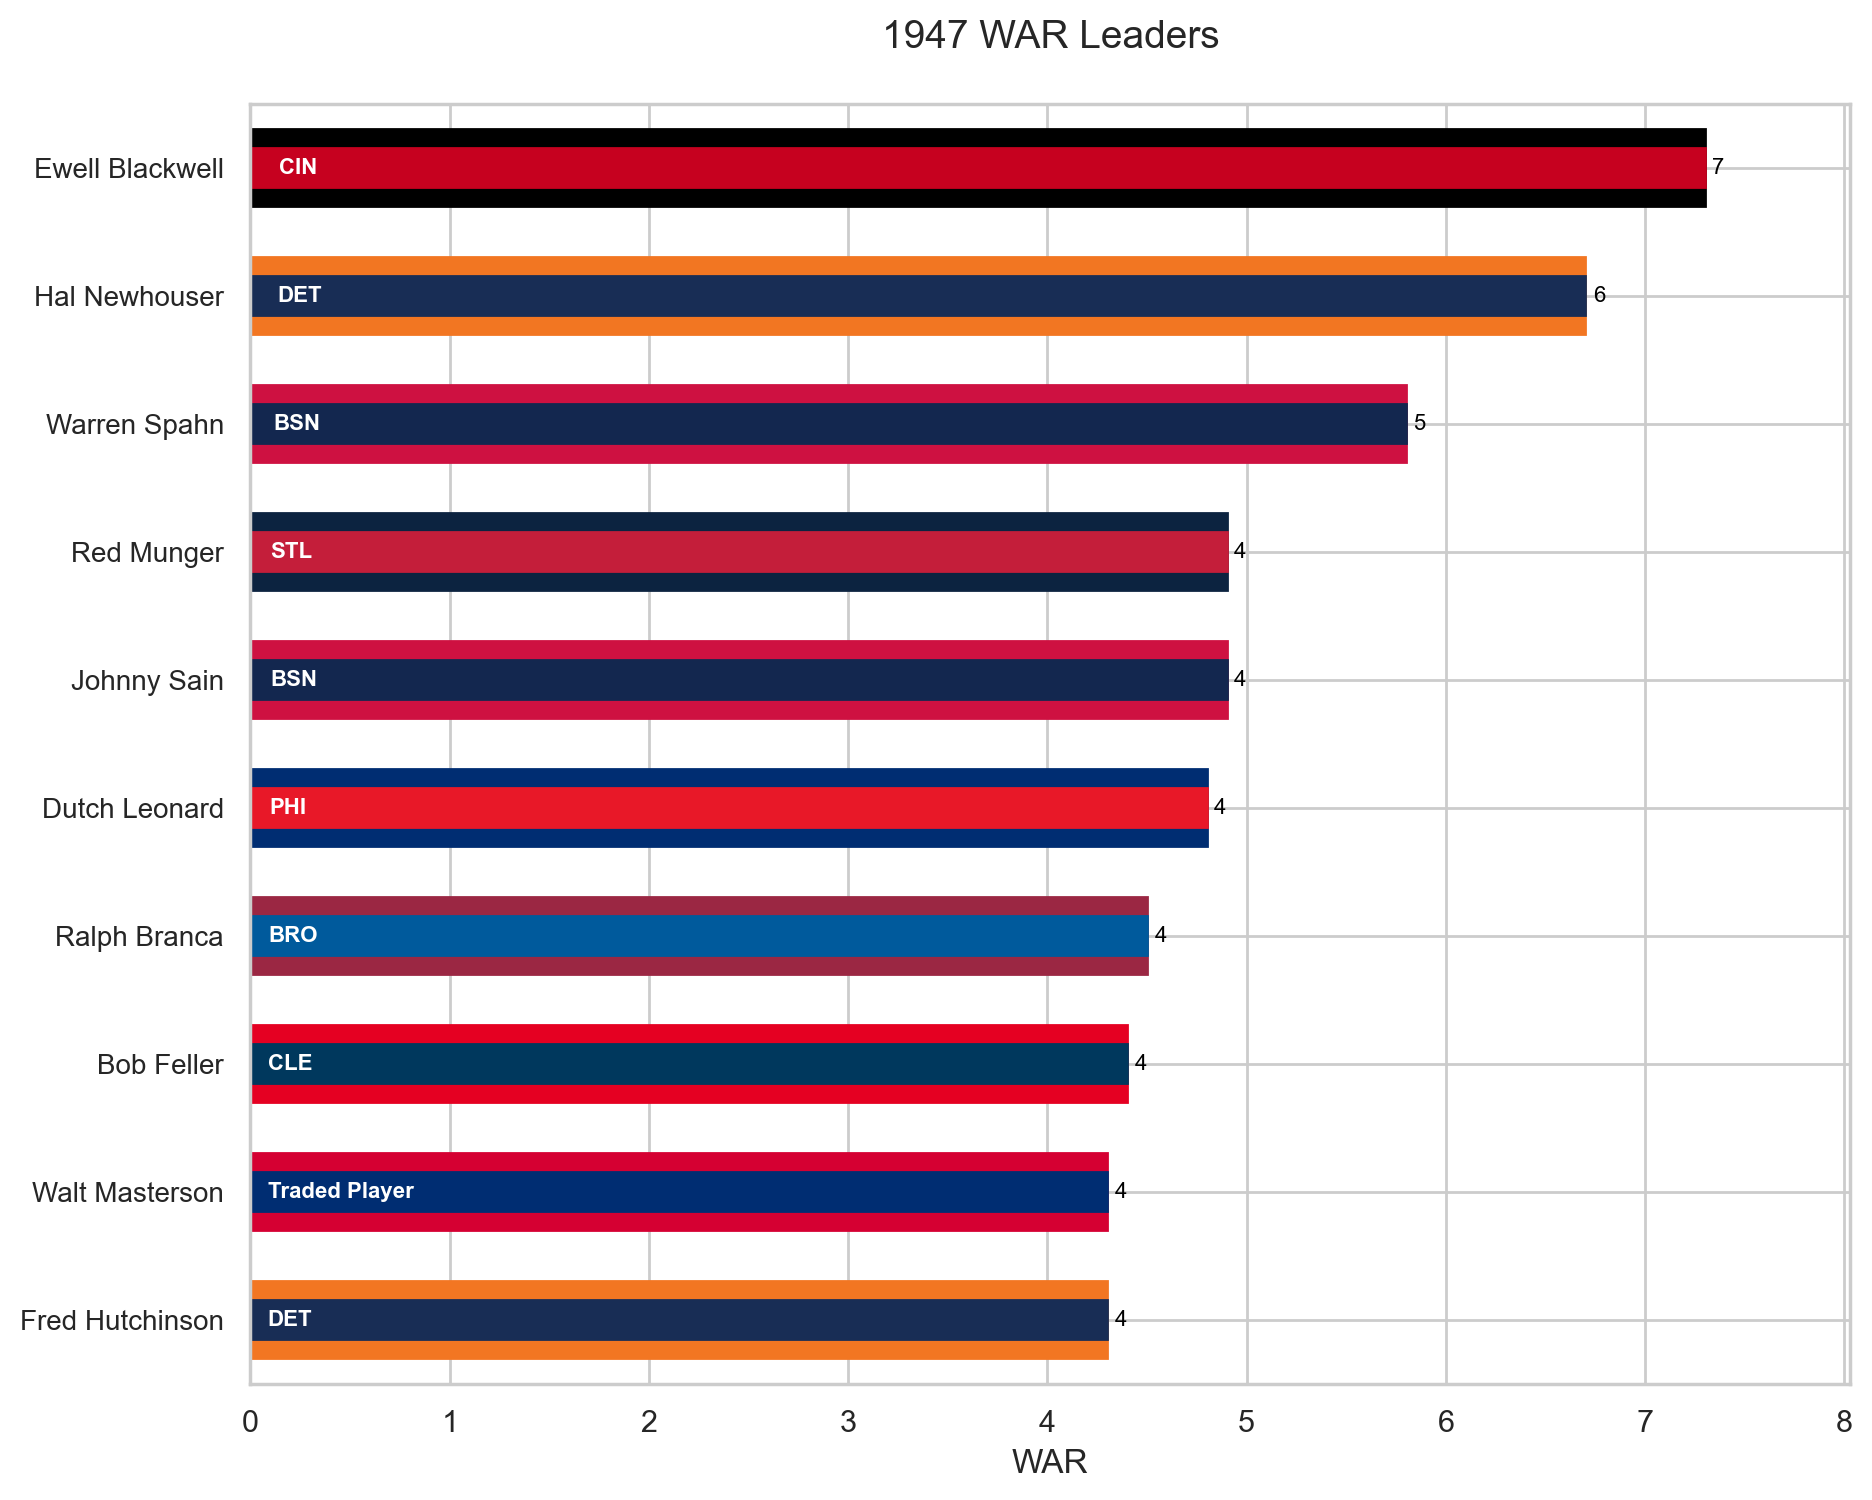 1947 WAR Leaders
Ewell Blackwell CIN 7
Hal Newhouser DET 6
Warren Spahn BSN 5
Red Munger STL 4
Johnny Sain BSN 4
Dutch Leonard PHI 4
Ralph Branca BRO 4
Bob Feller CLE 4
Walt Masterson Traded Player 4
Fred Hutchinson DET 4
0 1 2 3 4 5 6 7 8
WAR